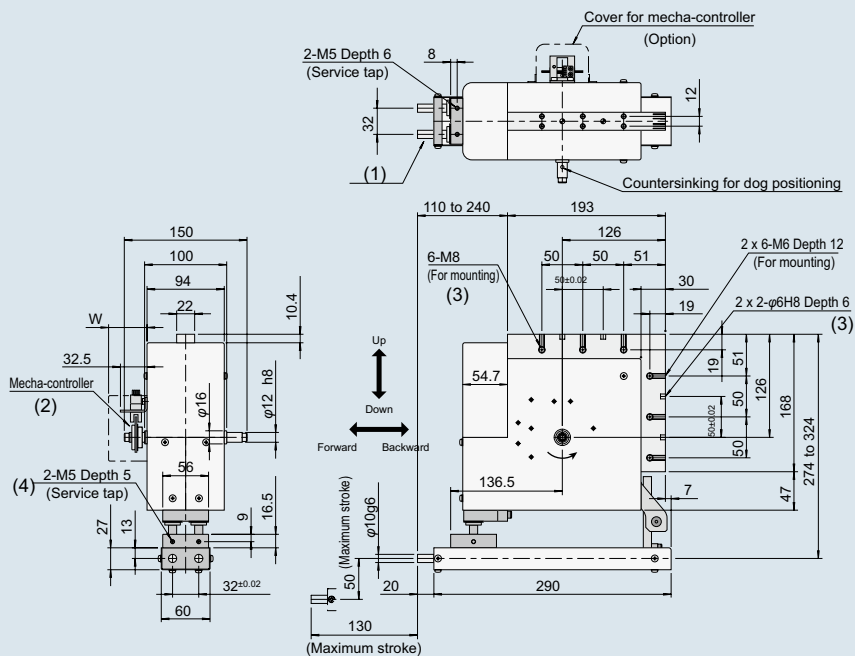 Cover for mecha-controller
(Option)
2-M5 Depth 6
(Service tap)
8
12
32
(1)
Countersinking for dog positioning
110 to 240
193
150
126
100
6-M8
(For mounting)
(3)
50
50
51
2 x 6-M6 Depth 12
(For mounting)
94
50±0.02
30
22
10.4
19
2 x 2-φ6H8 Depth 6
(3)
W
Up
32.5
54.7
19
51
Mecha-controller
(2)
φ16
φ12 h8
Down
126
168
274 to 324
Forward
Backward
50
50±0.02
(4)
2-M5 Depth 5
(Service tap)
56
136.5
50
16.5
7
47
27
13
9
φ10g6
(Maximum stroke)
50
32±0.02
20
290
60
130
(Maximum stroke)